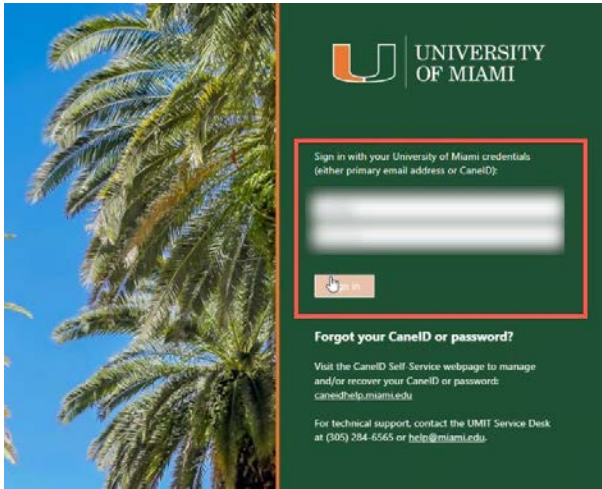 UNIVERSITY
OF MIAMI
Sign in with your University of Miami credentials
(either primary email address or CaneID):
in
Forgot your CaneID or password?
Visit the CaneID Self-Service webpage to manage
and/or recover your CaneID or password:
caneidhelp.miami.edu
For technical support, contact the UMIT Service Desk
at (305) 284-6565 or help@miami.edu.